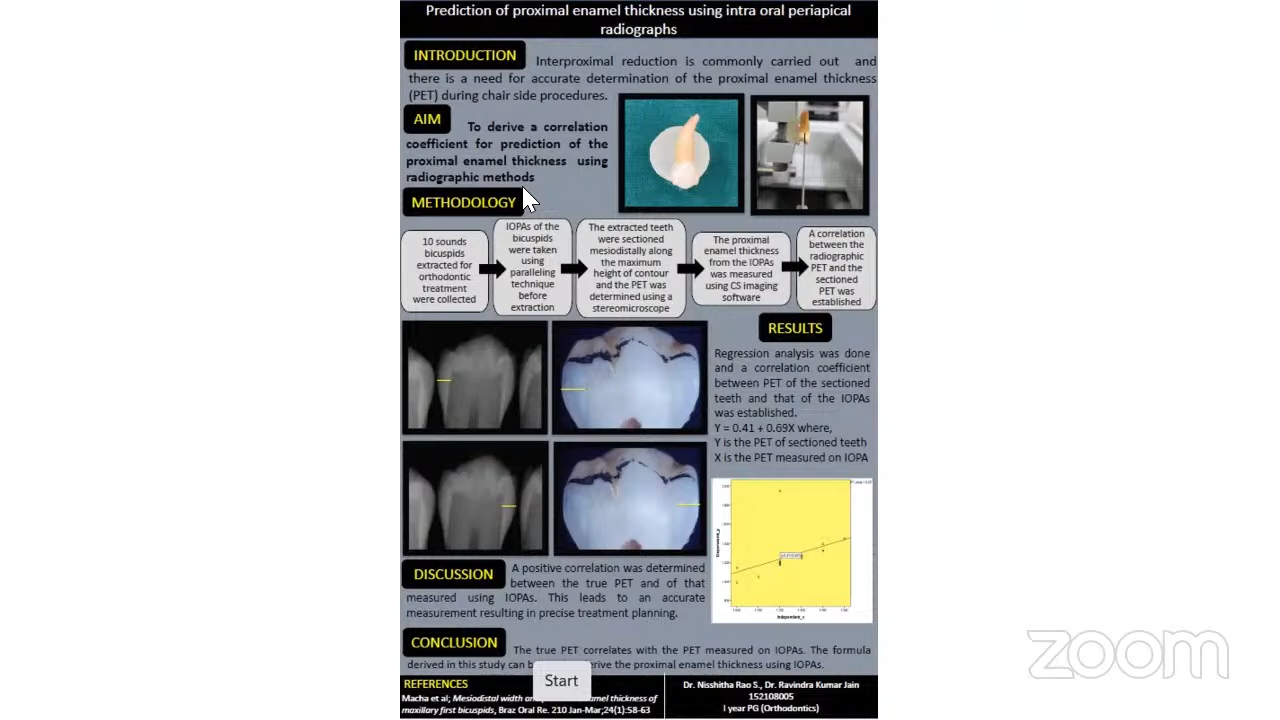 Prediction of proximal enamel thickness using intra oral periapical
radiographs
INTRODUCTION
Interproximal reduction is commonly carried out and
there is a need for accurate determination of the proximal enamel thickness
(PET) during chair side procedures.
AIM
To derive a correlation
coefficient for prediction of the
proximal enamel thickness using
radiographic methods
METHODOLOGY
10 sounds
bicuspids
extracted for
orthodontic
treatment
were collected
IOPAs of the
bicuspids
were taken
using
paralleling
technique
before
extraction
The extracted teeth
were sectioned
mesiodistally along
the maximum
height of contour
and the PET was
determined using a
stereomicroscope
The proximal
enamel thickness
from the IOPAs
was measured
using CS imaging
software
A correlation
between the
radiographic
PET and the
sectioned
PET was
established
RESULTS
Regression analysis was done
and a correlation coefficient
between PET of the sectioned
teeth and that of the IOPAs
was established.
Y = 0.41 + 0.69X where,
Y is the PET of sectioned teeth
X is the PET measured on IOPA
DISCUSSION
A positive correlation was determined
between the true PET and of that
measured using IOPAs. This leads to an accurate
measurement resulting in precise treatment planning.
CONCLUSION
The true PET correlates with the PET measured on IOPAs. The formula
derived in this study can the proximal enamel thickness using IOPAs.
Start
REFERENCES
Macha et al; Mesiodistal width thickness of
maxillary first bicuspids, Braz Oral Re. 210 Jan-Mar;24(1):58-63
Dr. Nisshitha Rao S., Dr. Ravindra Kumar Jain
152108005
I year PG (Orthodontics)
zoom